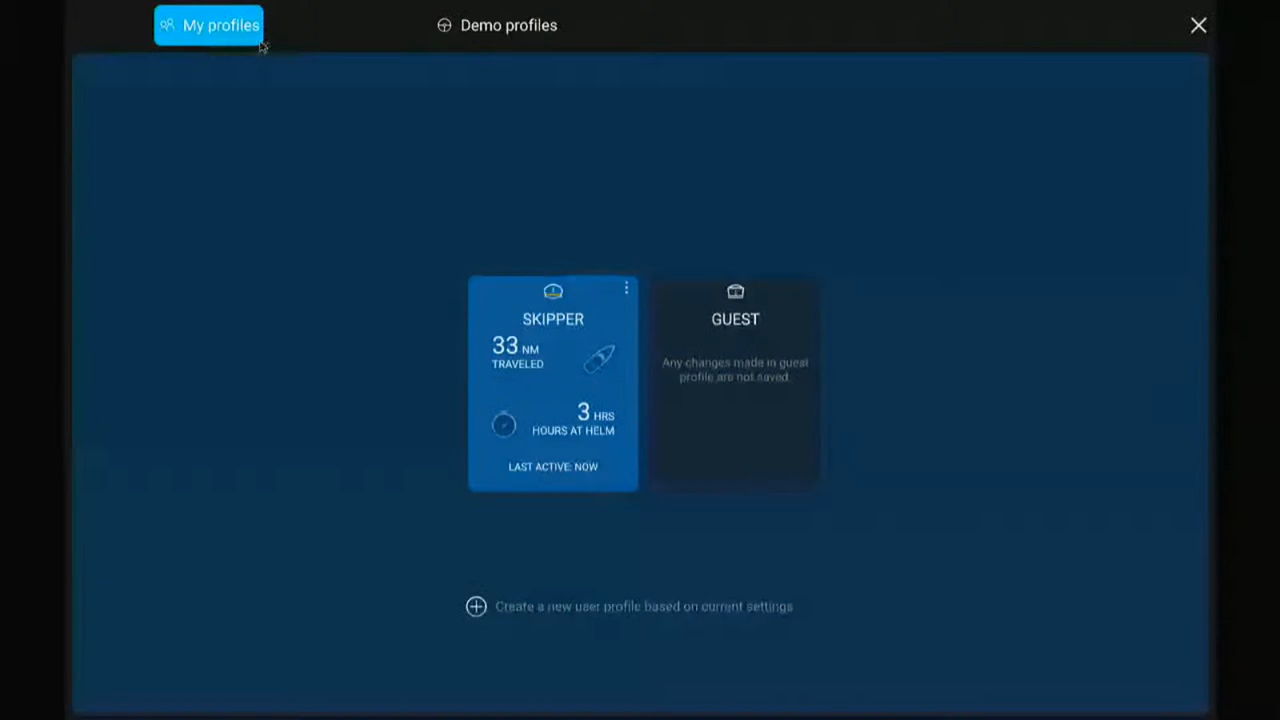 My profiles
Demo profiles
SKIPPER
33 NM
TRAVELED
3 HRS
HOURS AT HELM
LAST ACTIVE: NOW
GUEST
Any changes made in guest
profile are not saved.
Create a new user profile based on current settings